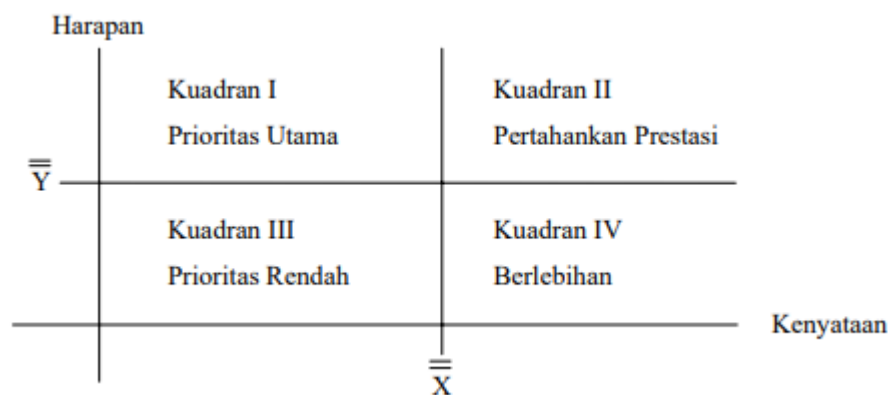 Harapan
Kuadran I
Prioritas Utama
Kuadran II
Pertahankan Prestasi
Y
Kuadran III
Prioritas Rendah
Kuadran IV
Berlebihan
Kenyataan
X